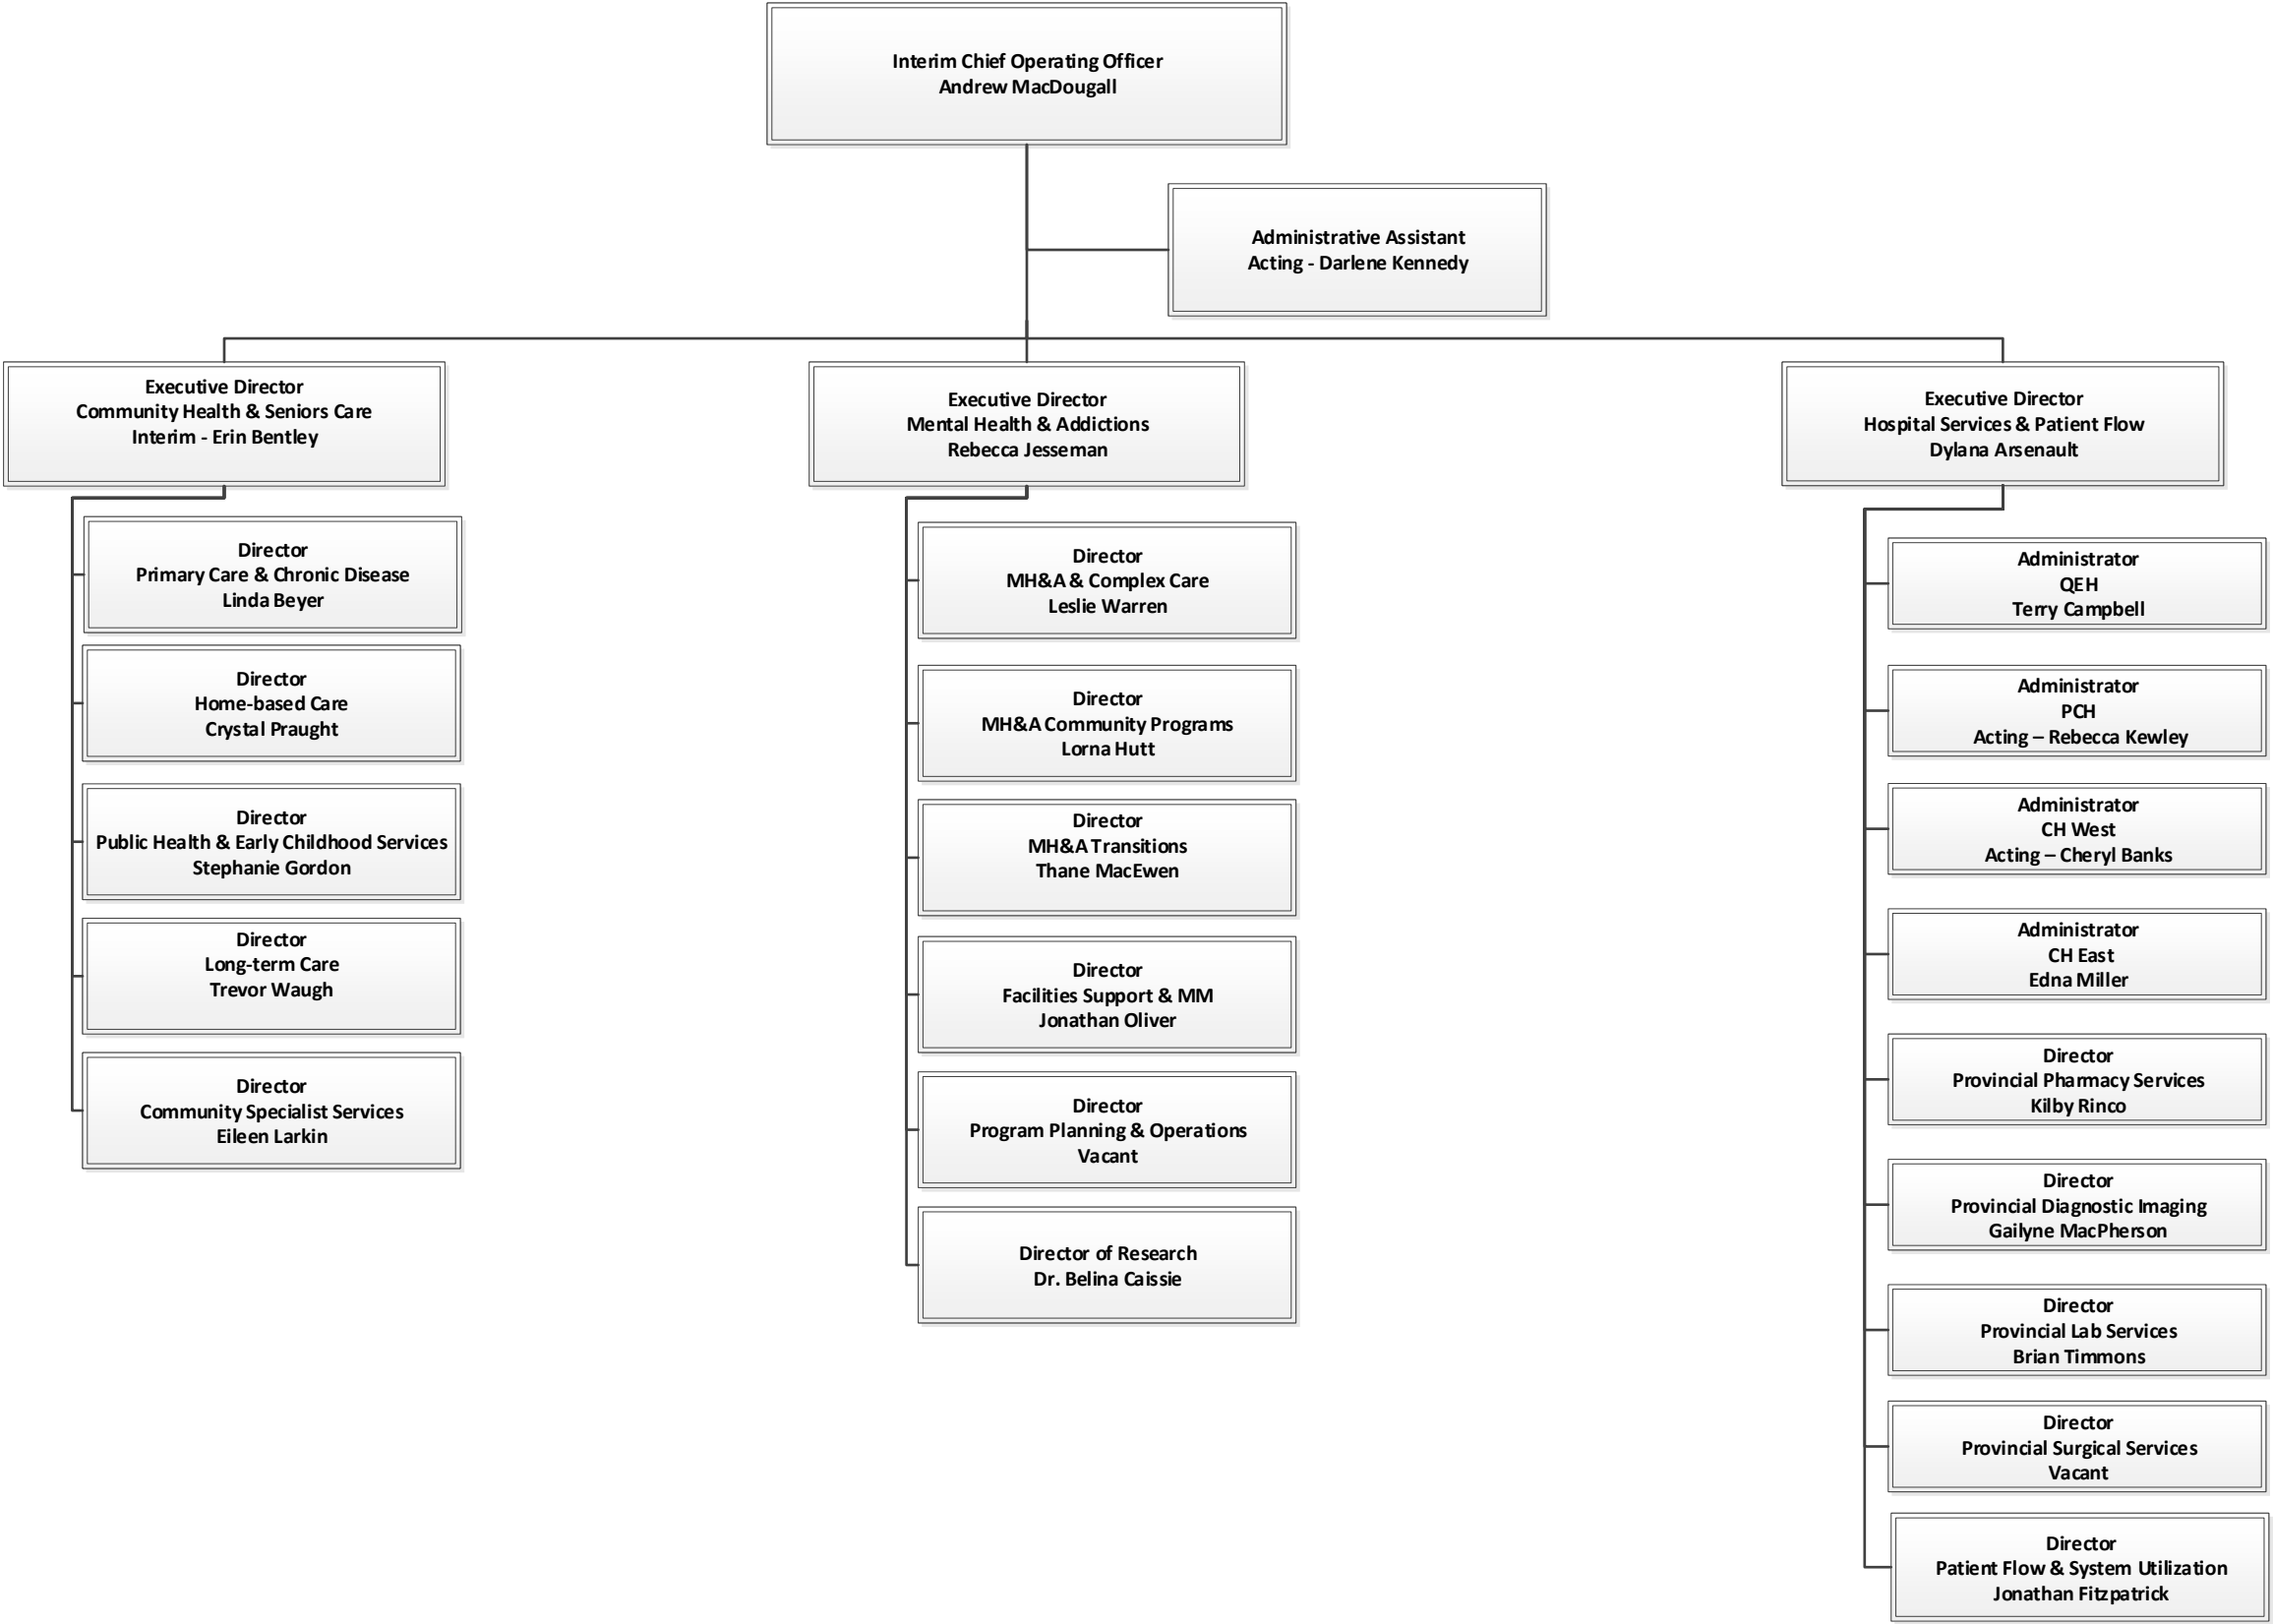 Interim Chief Operating Officer
Andrew MacDougall
Administrative Assistant
Acting - Darlene Kennedy
Executive Director
Community Health & Seniors Care
Interim - Erin Bentley
Director
Primary Care & Chronic Disease
Linda Beyer
Director
Home-based Care
Crystal Praught
Director
Public Health & Early Childhood Services
Stephanie Gordon
Director
Long-term Care
Trevor Waugh
Director
Community Specialist Services
Eileen Larkin
Executive Director
Mental Health & Addictions
Rebecca Jesseman
Director
MH&A & Complex Care
Leslie Warren
Director
MH&A Community Programs
Lorna Hutt
Director
MH&A Transitions
Thane MacEwen
Director
Facilities Support & MM
Jonathan Oliver
Director
Program Planning & Operations
Vacant
Director of Research
Dr. Belina Caissie
Executive Director
Hospital Services & Patient Flow
Dylana Arsenault
Administrator
QEH
Terry Campbell
Administrator
PCH
Acting – Rebecca Kewley
Administrator
CH West
Acting – Cheryl Banks
Administrator
CH East
Edna Miller
Director
Provincial Pharmacy Services
Kilby Rinco
Director
Provincial Diagnostic Imaging
Gailyne MacPherson
Director
Provincial Lab Services
Brian Timmons
Director
Provincial Surgical Services
Vacant
Director
Patient Flow & System Utilization
Jonathan Fitzpatrick